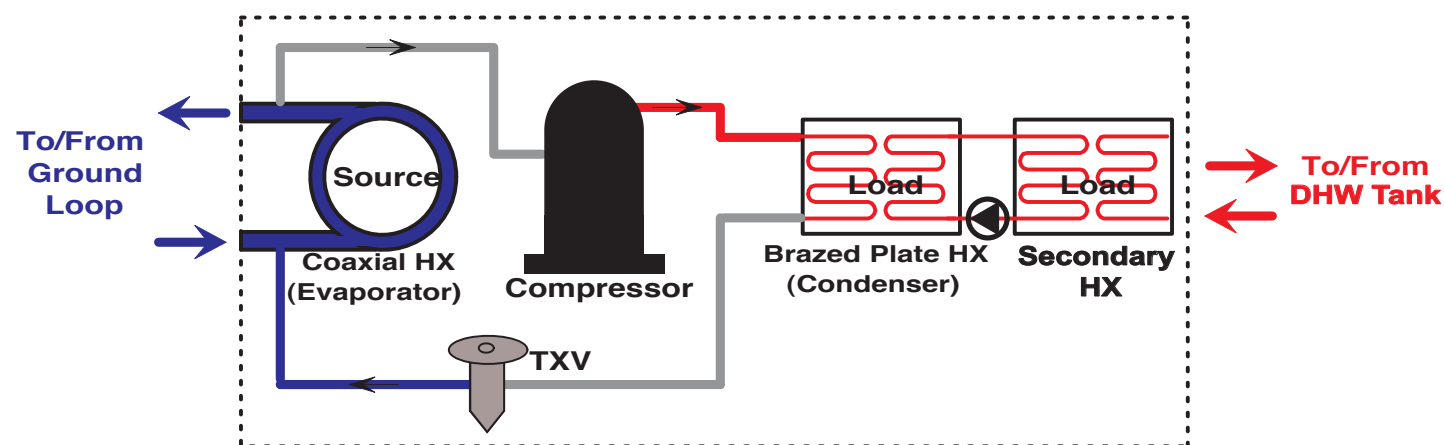 To/From
Ground
Loop
Source
Coaxial HX
(Evaporator)
Compressor
TXV
Load
Brazed Plate HX
(Condenser)
Load
Secondary
HX
To/From
DHW Tank